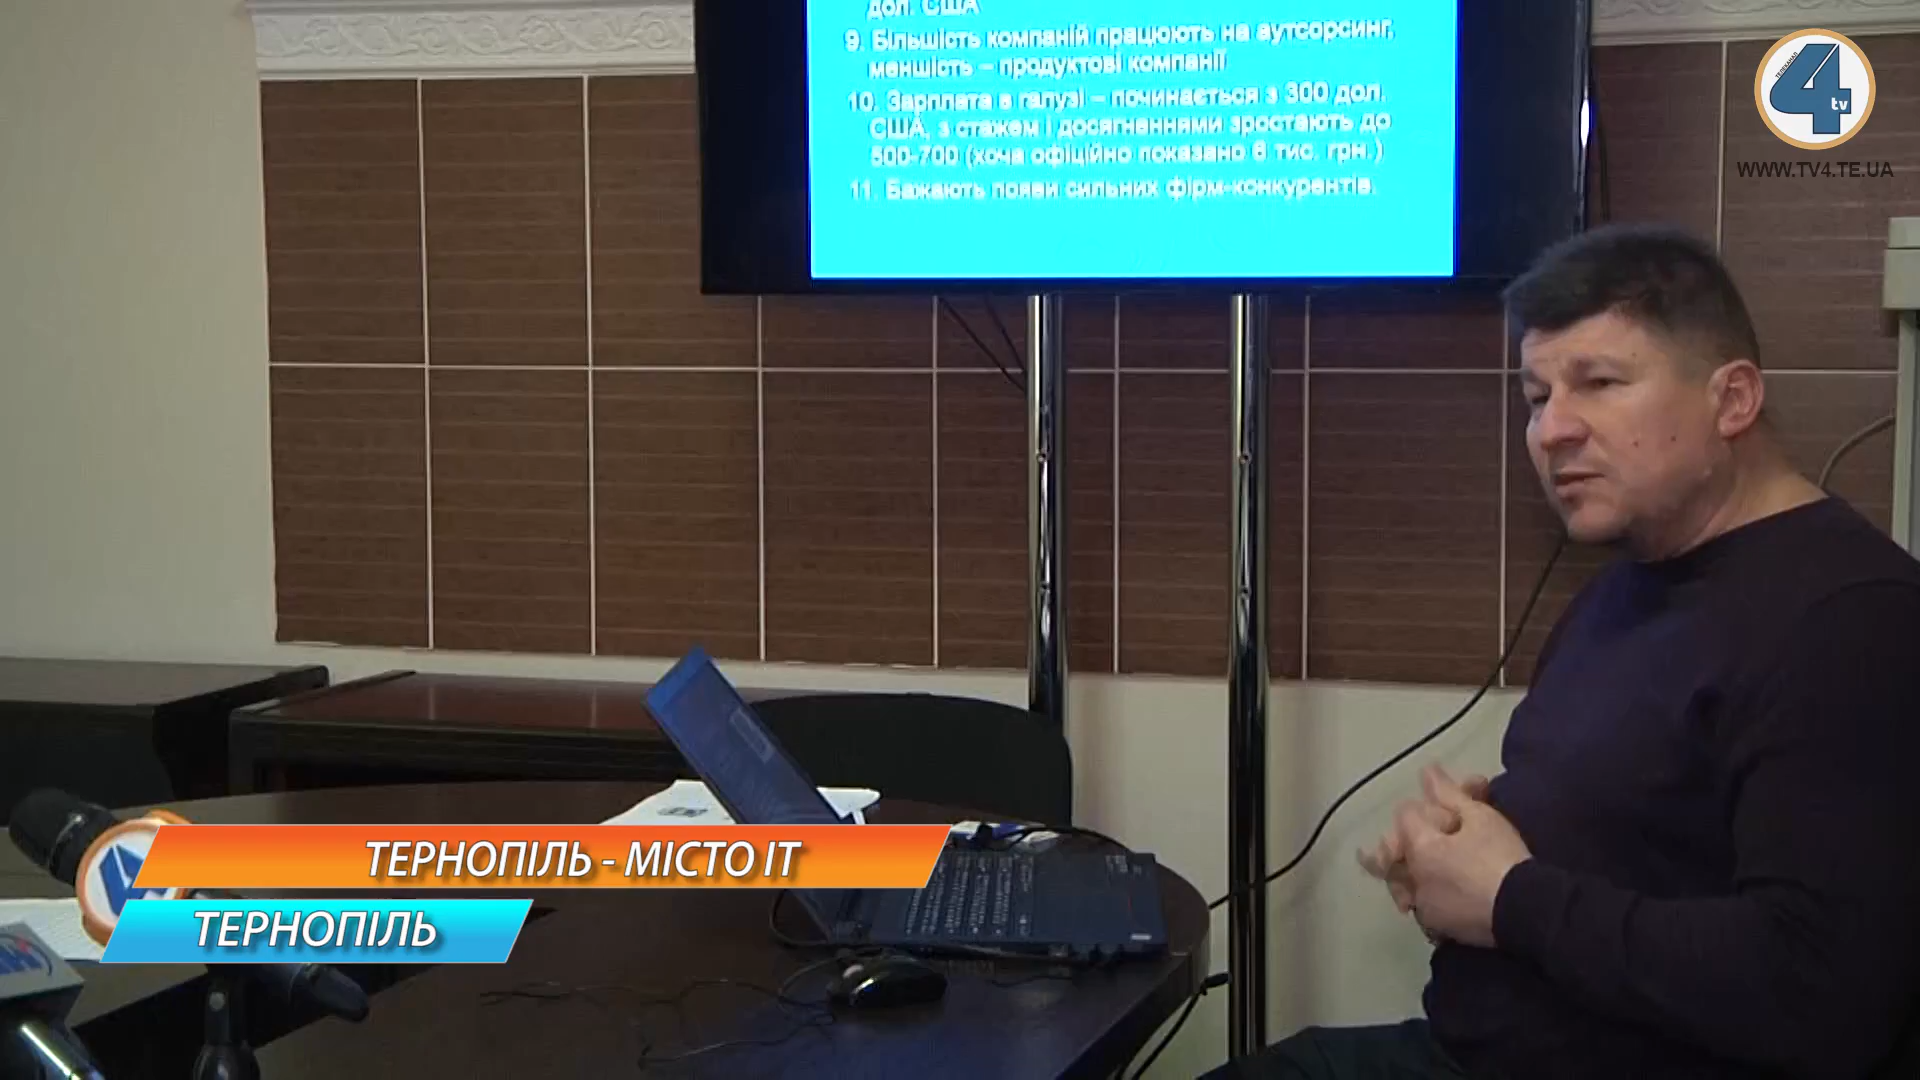 дол. США
9. Більшість компаній працюють на аутсорсинг,
меншість – продуктові компанії
10. Зарплата в галузі – починається з 300 дол.
США, з стажем і досягненнями зростають до
500-700 (хоча офіційно показано 6 тис. грн.)
11. Бажають появи сильних фірм-конкурентів.
ТЕЛЕКАНАЛ
4
tv
WWW.TV4.TE.UA
ТЕРНОПІЛЬ - МІСТО ІТ
ТЕРНОПІЛЬ